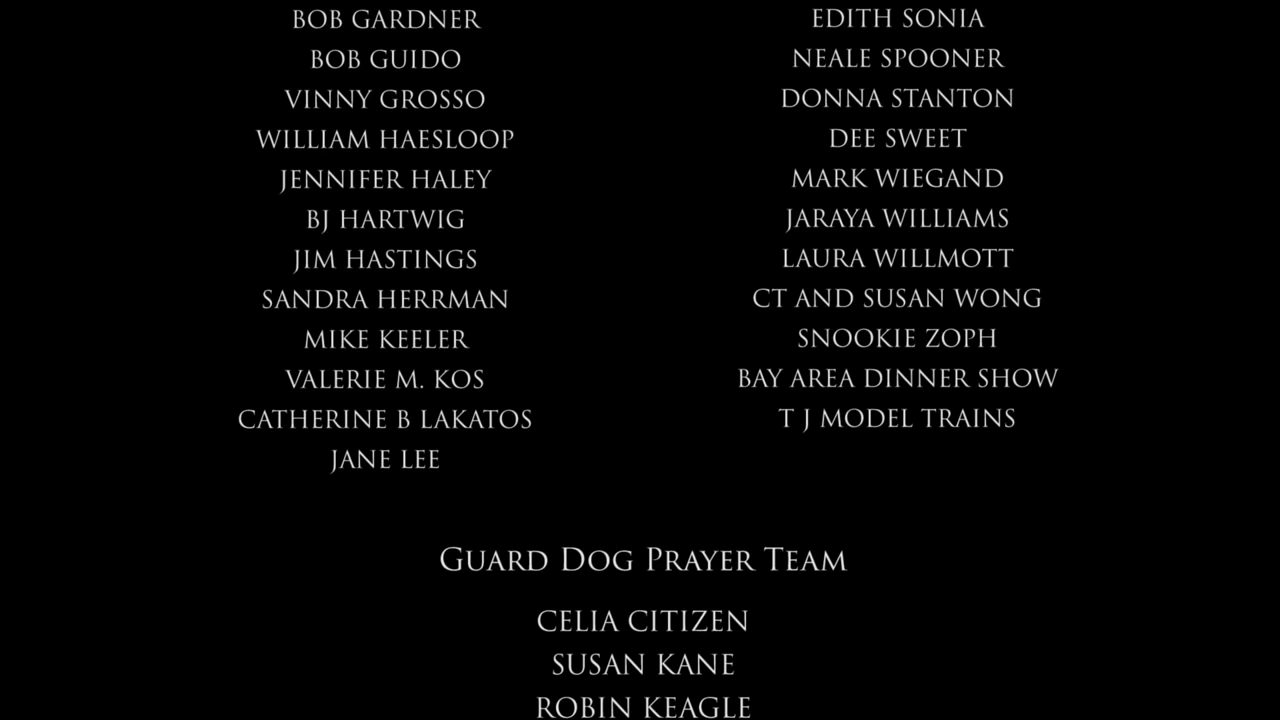 BOB GARDNER
BOB GUIDO
VINNY GROSSO
WILLIAM HAESLOOP
JENNIFER HALEY
BJ HARTWIG
JIM HASTINGS
SANDRA HERRMAN
MIKE KEELER
VALERIE M. KOS
CATHERINE B LAKATOS
JANE LEE
EDITH SONIA
NEALE SPOONER
DONNA STANTON
DEE SWEET
MARK WIEGAND
JARAYA WILLIAMS
LAURA WILLMOTT
CT AND SUSAN WONG
SNOOKIE ZOPH
BAY AREA DINNER SHOW
T J MODEL TRAINS
GUARD DOG PRAYER TEAM
CELIA CITIZEN
SUSAN KANE
ROBIN KEAGLE